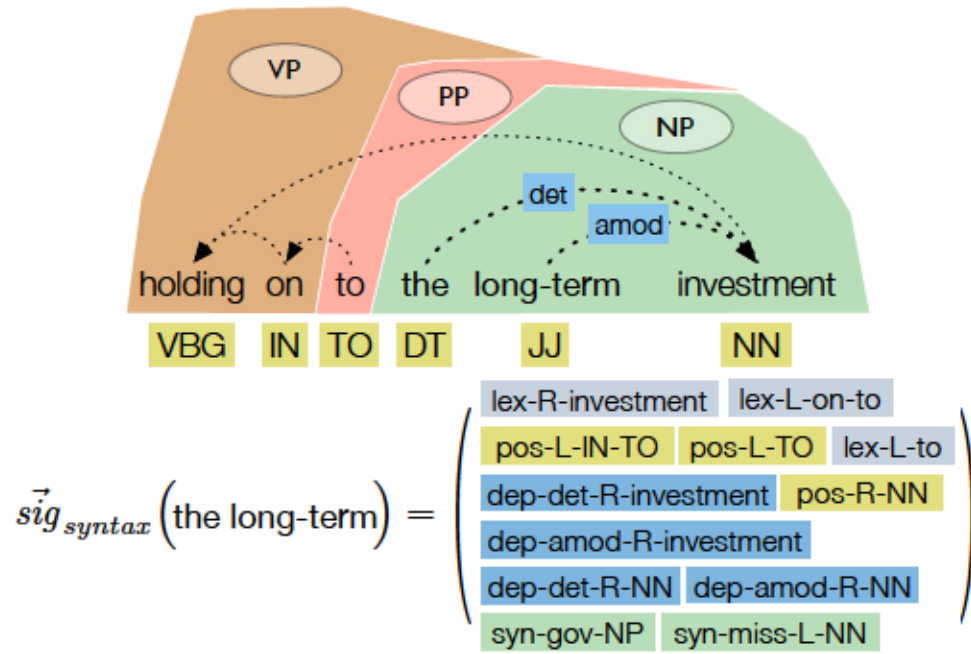 VP
PP
NP
det
amod
holding on to the long-term investment
VBG IN TO DT JJ NN
lex-R-investment lex-L-on-to
pos-L-IN-TO pos-L-TO lex-L-to
dep-det-R-investment pos-R-NN
sig⃗ syntax (the long-term) =
dep-amod-R-investment
dep-det-R-NN dep-amod-R-NN
syn-gov-NP syn-miss-L-NN